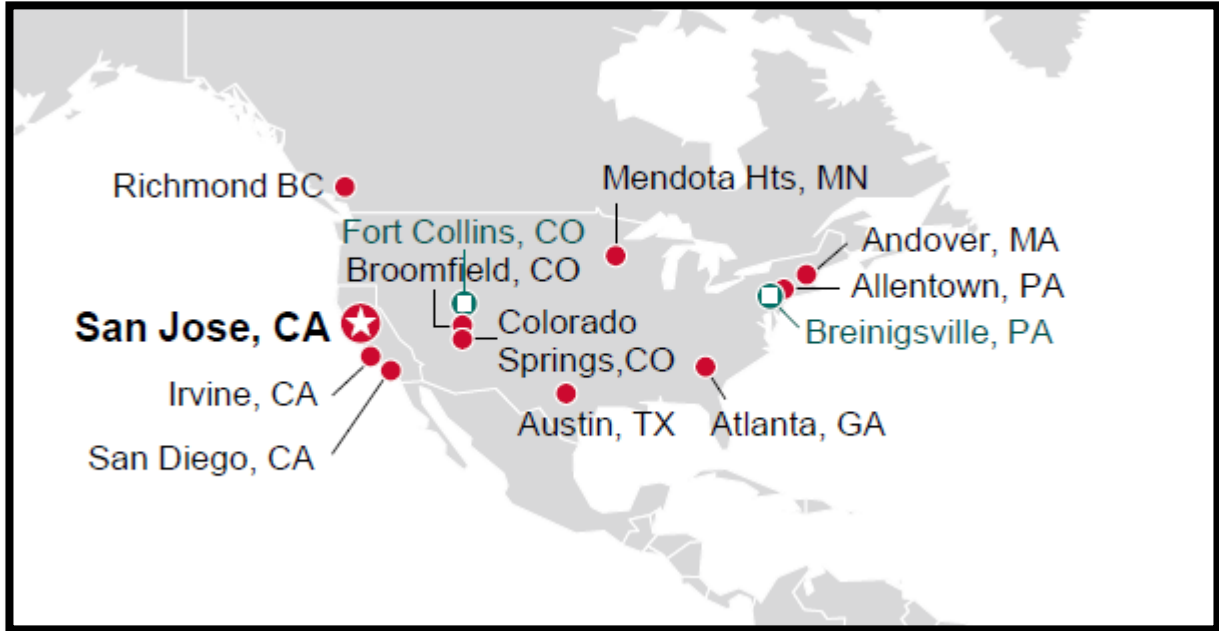 Richmond BC
Mendota Hts, MN
Fort Collins, CO
Broomfield, CO
Andover, MA
Allentown, PA
San Jose, CA
Colorado
Springs,CO
Breinigsville, PA
Irvine, CA
Austin, TX
Atlanta, GA
San Diego, CA